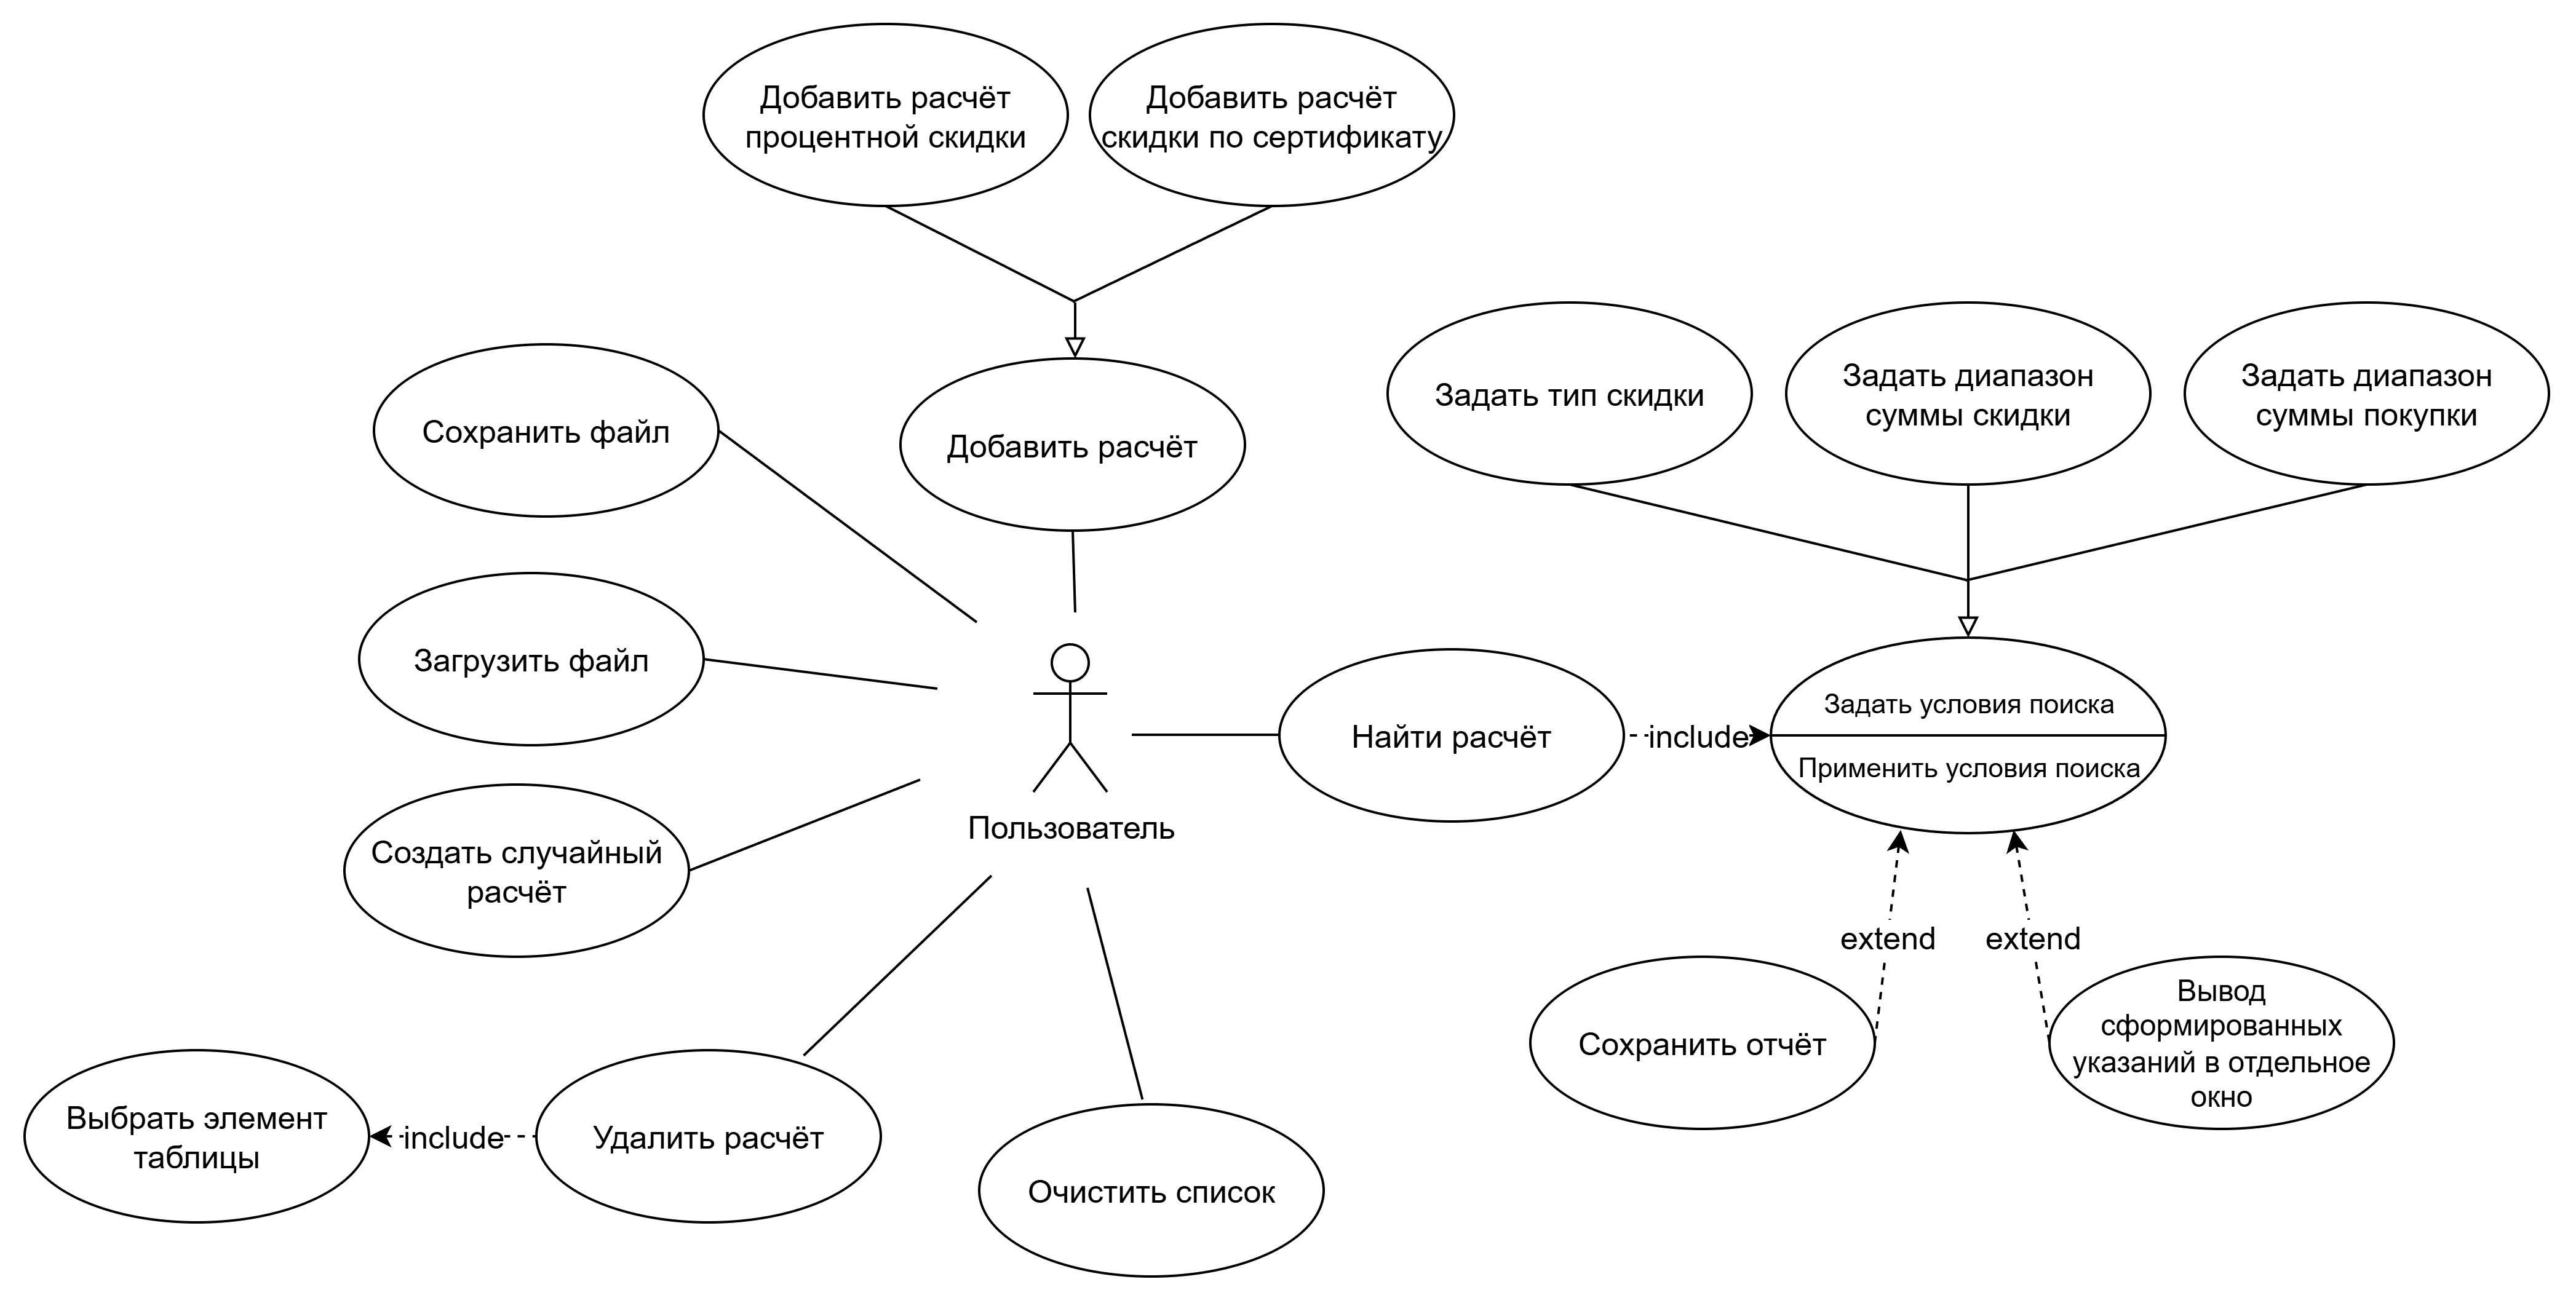 Добавить расчёт
процентной скидки
Добавить расчёт
скидки по сертификату
Сохранить файл
Добавить расчёт
Задать тип скидки
Задать диапазон
суммы скидки
Задать диапазон
суммы покупки
Загрузить файл
Пользователь
Найти расчёт
include
Задать условия поиска
Применить условия поиска
Создать случайный
расчёт
extend
extend
Сохранить отчёт
Вывод
сформированных
указаний в отдельное
окно
Выбрать элемент
таблицы
include
Удалить расчёт
Очистить список